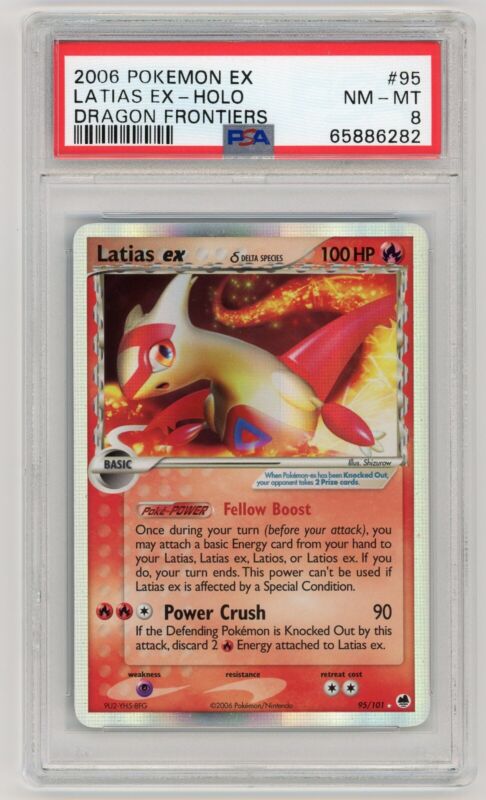 2006 POKEMON EX #95
LATIAS EX - HOLO NM - MT
DRAGON FRONTIERS 8
PSA 65886282
Latias ex δ DELTA SPECIES 100 HP
BASIC
Illus. Shizurow
When Pokémon-ex has been Knocked Out,
your opponent takes 2 Prize cards.
Poké-POWER Fellow Boost
Once during your turn (before your attack), you
may attach a basic Energy card from your hand to
your Latias, Latias ex, Latios, or Latios ex. If you
do, your turn ends. This power can't be used if
Latias ex is affected by a Special Condition.
Power Crush 90
If the Defending Pokémon is Knocked Out by this
attack, discard 2 Energy attached to Latias ex.
weakness resistance retreat cost
9U2-YH5-8FG ©2006 Pokémon/Nintendo 95/101